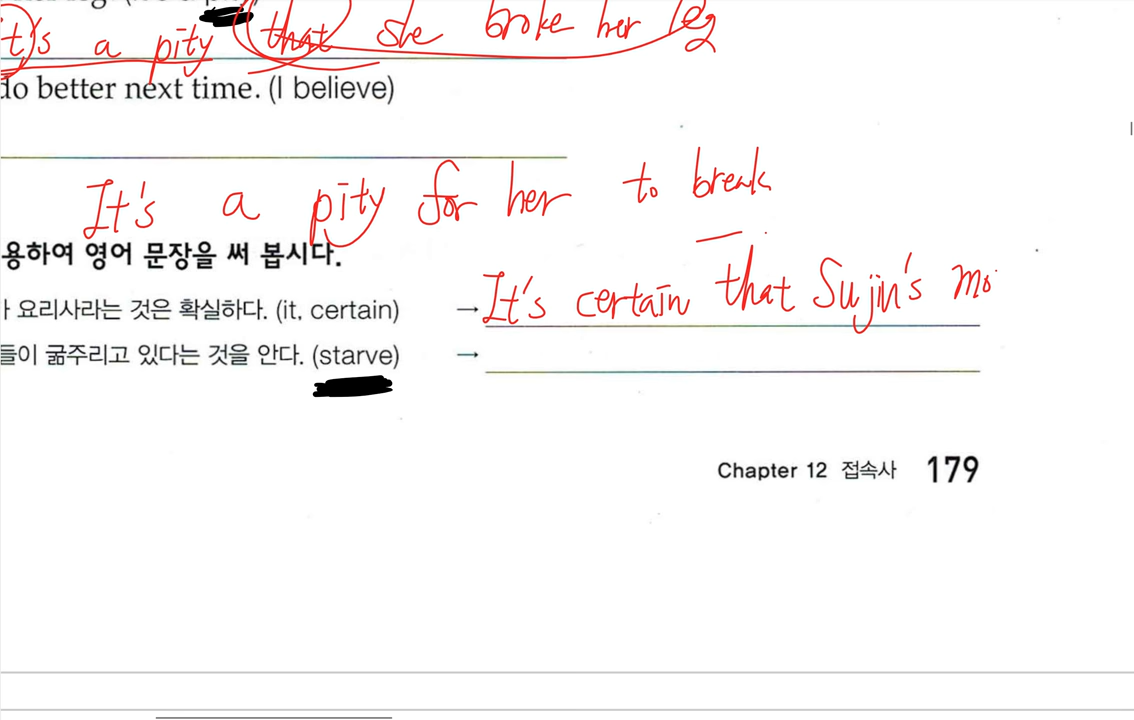 It's a pity that she broke her leg
do better next time. (I believe)
It's a pity for her to break
용하여 영어 문장을 써 봅시다.
요리사라는 것은 확실하다. (it, certain) → It's certain that Sujin's mo
들이 굶주리고 있다는 것을 안다. (starve) →
Chapter 12 접속사 179